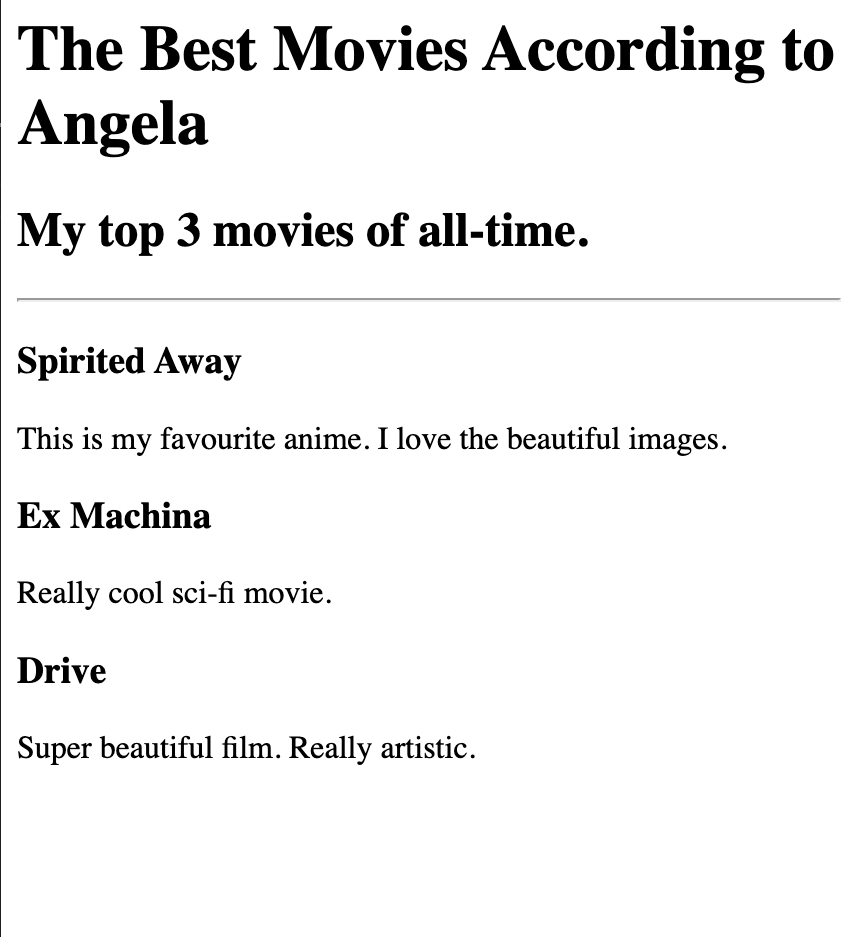 The Best Movies According to
Angela
My top 3 movies of all-time.
Spirited Away
This is my favourite anime. I love the beautiful images.
Ex Machina
Really cool sci-fi movie.
Drive
Super beautiful film. Really artistic.